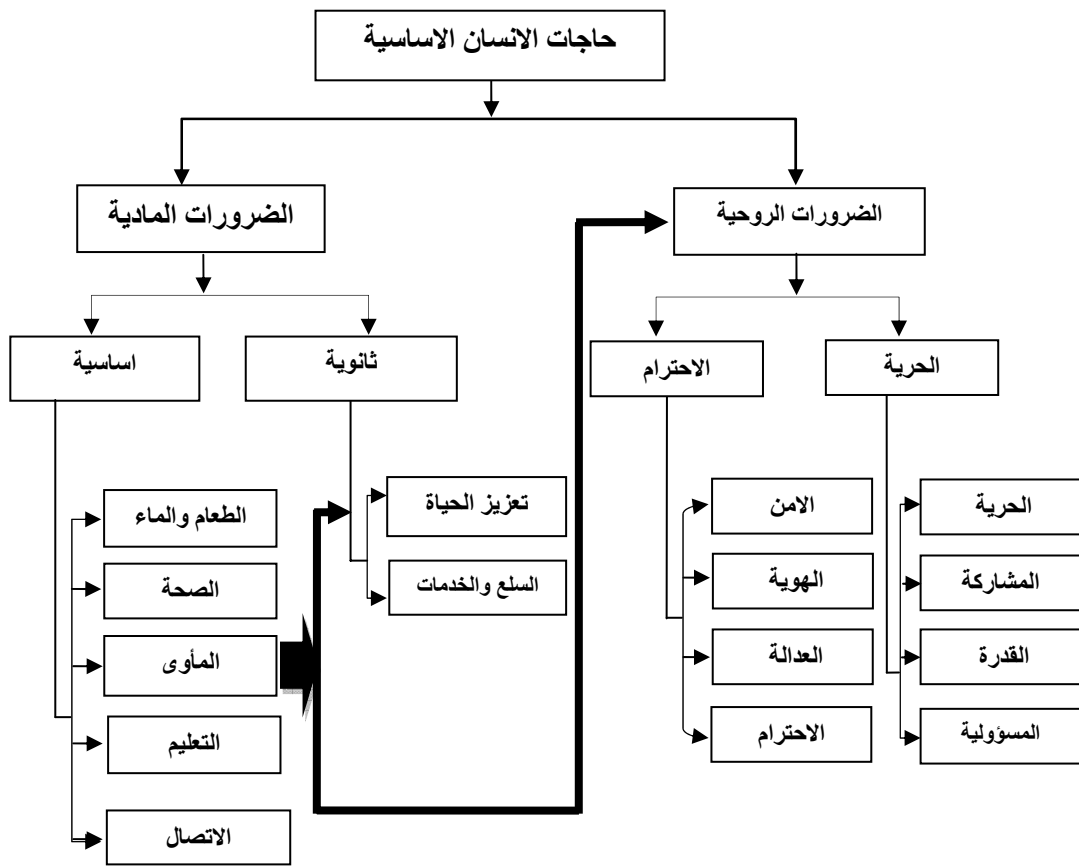 حاجات الانسان الاساسية
الضرورات الروحية
الضرورات المادية
الحرية
الاحترام
ثانوية
اساسية
الحرية
المشاركة
القدرة
المسؤولية
الامن
الهوية
العدالة
الاحترام
تعزيز الحياة
السلع والخدمات
الطعام والماء
الصحة
المأوى
التعليم
الاتصال